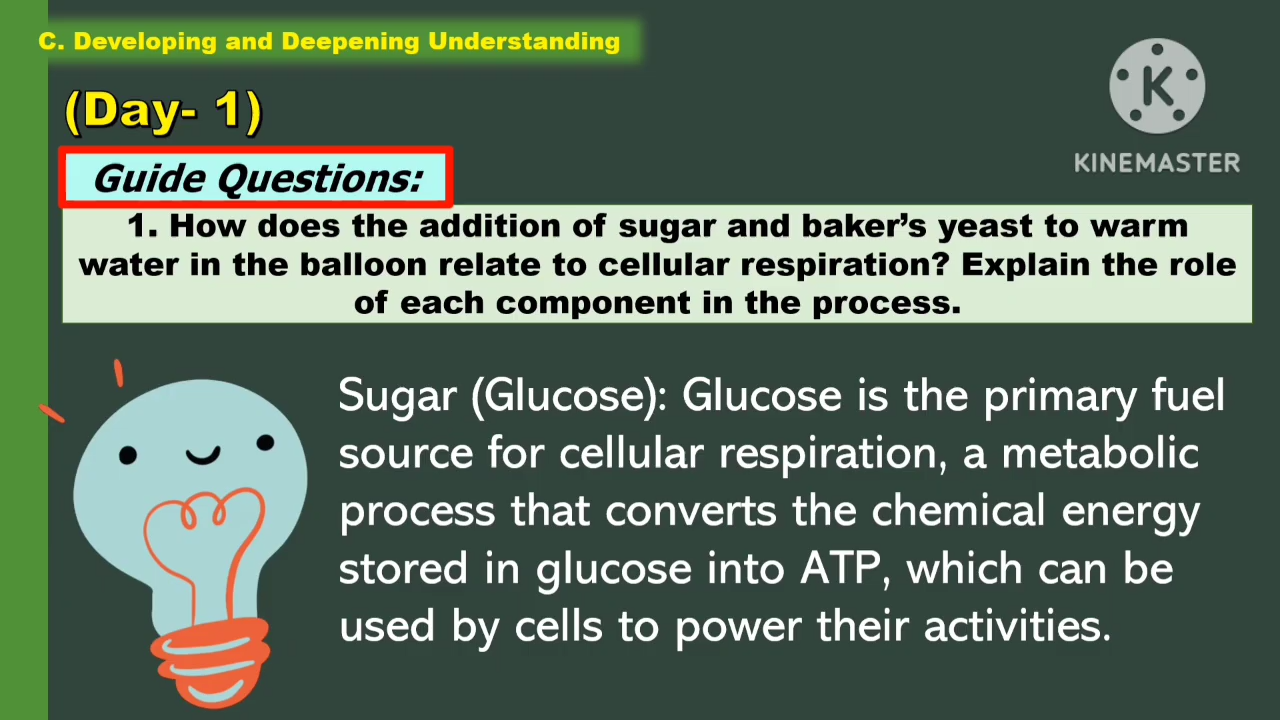 C. Developing and Deepening Understanding
(Day- 1)
K
KINEMASTER
Guide Questions:
1. How does the addition of sugar and baker’s yeast to warm
water in the balloon relate to cellular respiration? Explain the role
of each component in the process.
Sugar (Glucose): Glucose is the primary fuel
source for cellular respiration, a metabolic
process that converts the chemical energy
stored in glucose into ATP, which can be
used by cells to power their activities.